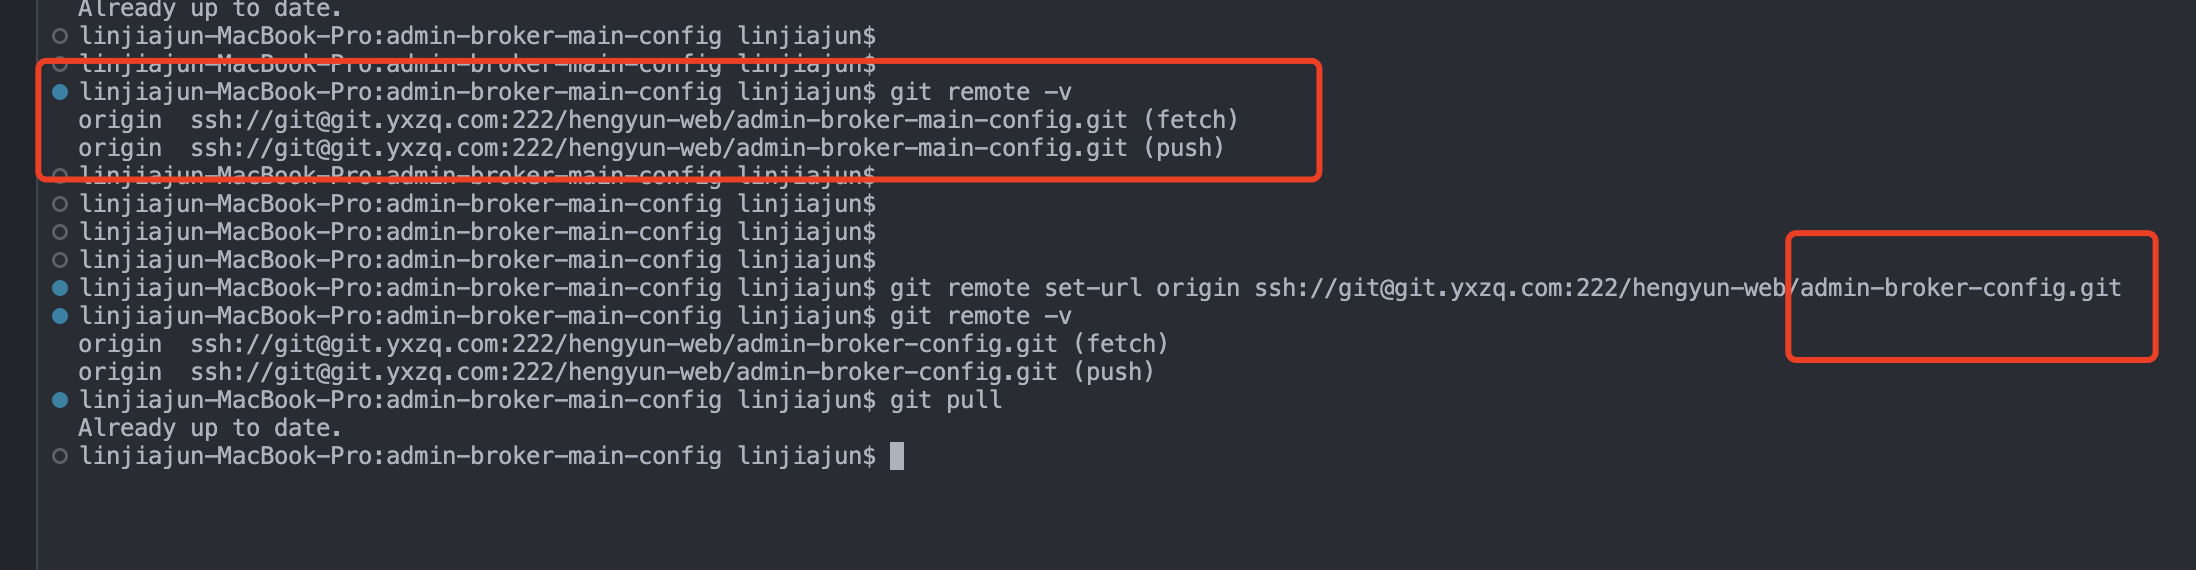 Already up to date.
linjiajun-MacBook-Pro:admin-broker-main-config linjiajun$
linjiajun-MacBook-Pro:admin-broker-main-config linjiajun$
linjiajun-MacBook-Pro:admin-broker-main-config linjiajun$ git remote -v
origin  ssh://git@git.yxzq.com:222/hengyun-web/admin-broker-main-config.git (fetch)
origin  ssh://git@git.yxzq.com:222/hengyun-web/admin-broker-main-config.git (push)
linjiajun-MacBook-Pro:admin-broker-main-config linjiajun$
linjiajun-MacBook-Pro:admin-broker-main-config linjiajun$
linjiajun-MacBook-Pro:admin-broker-main-config linjiajun$
linjiajun-MacBook-Pro:admin-broker-main-config linjiajun$
linjiajun-MacBook-Pro:admin-broker-main-config linjiajun$ git remote set-url origin ssh://git@git.yxzq.com:222/hengyun-web/admin-broker-config.git
linjiajun-MacBook-Pro:admin-broker-main-config linjiajun$ git remote -v
origin  ssh://git@git.yxzq.com:222/hengyun-web/admin-broker-config.git (fetch)
origin  ssh://git@git.yxzq.com:222/hengyun-web/admin-broker-config.git (push)
linjiajun-MacBook-Pro:admin-broker-main-config linjiajun$ git pull
Already up to date.
linjiajun-MacBook-Pro:admin-broker-main-config linjiajun$